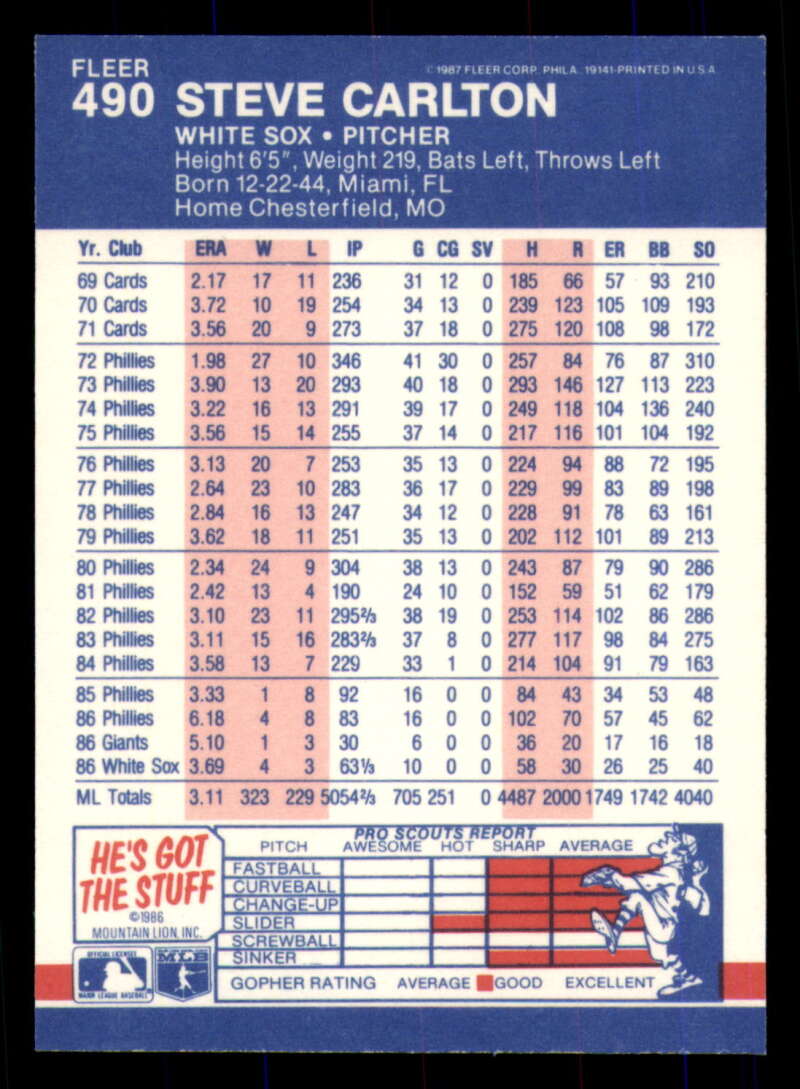 FLEER
© 1987 FLEER CORP. PHILA. 19141-PRINTED IN U.S.A
490 STEVE CARLTON
WHITE SOX • PITCHER
Height 6'5", Weight 219, Bats Left, Throws Left
Born 12-22-44, Miami, FL
Home Chesterfield, MO
Yr. Club ERA W L IP G CG SV H R ER BB SO
69 Cards 2.17 17 11 236 31 12 0 185 66 57 93 210
70 Cards 3.72 10 19 254 34 13 0 239 123 105 109 193
71 Cards 3.56 20 9 273 37 18 0 275 120 108 98 172
72 Phillies 1.98 27 10 346 41 30 0 257 84 76 87 310
73 Phillies 3.90 13 20 293 40 18 0 293 146 127 113 223
74 Phillies 3.22 16 13 291 39 17 0 249 118 104 136 240
75 Phillies 3.56 15 14 255 37 14 0 217 116 101 104 192
76 Phillies 3.13 20 7 253 35 13 0 224 94 88 72 195
77 Phillies 2.64 23 10 283 36 17 0 229 99 83 89 198
78 Phillies 2.84 16 13 247 34 12 0 228 91 78 63 161
79 Phillies 3.62 18 11 251 35 13 0 202 112 101 89 213
80 Phillies 2.34 24 9 304 38 13 0 243 87 79 90 286
81 Phillies 2.42 13 4 190 24 10 0 152 59 51 62 179
82 Phillies 3.10 23 11 295⅔ 38 19 0 253 114 102 86 286
83 Phillies 3.11 15 16 283⅔ 37 8 0 277 117 98 84 275
84 Phillies 3.58 13 7 229 33 1 0 214 104 91 79 163
85 Phillies 3.33 1 8 92 16 0 0 84 43 34 53 48
86 Phillies 6.18 4 8 83 16 0 0 102 70 57 45 62
86 Giants 5.10 1 3 30 6 0 0 36 20 17 16 18
86 White Sox 3.69 4 3 63⅓ 10 0 0 58 30 26 25 40
ML Totals 3.11 323 229 5054⅔ 705 251 0 4487 2000 1749 1742 4040
HE'S GOT
THE STUFF
©1986
MOUNTAIN LION, INC.
OFFICIAL LICENSEE
MAJOR LEAGUE BASEBALL
MLB
PRO SCOUTS REPORT
PITCH AWESOME HOT SHARP AVERAGE
FASTBALL
CURVEBALL
CHANGE-UP
SLIDER
SCREWBALL
SINKER
GOPHER RATING AVERAGE GOOD EXCELLENT